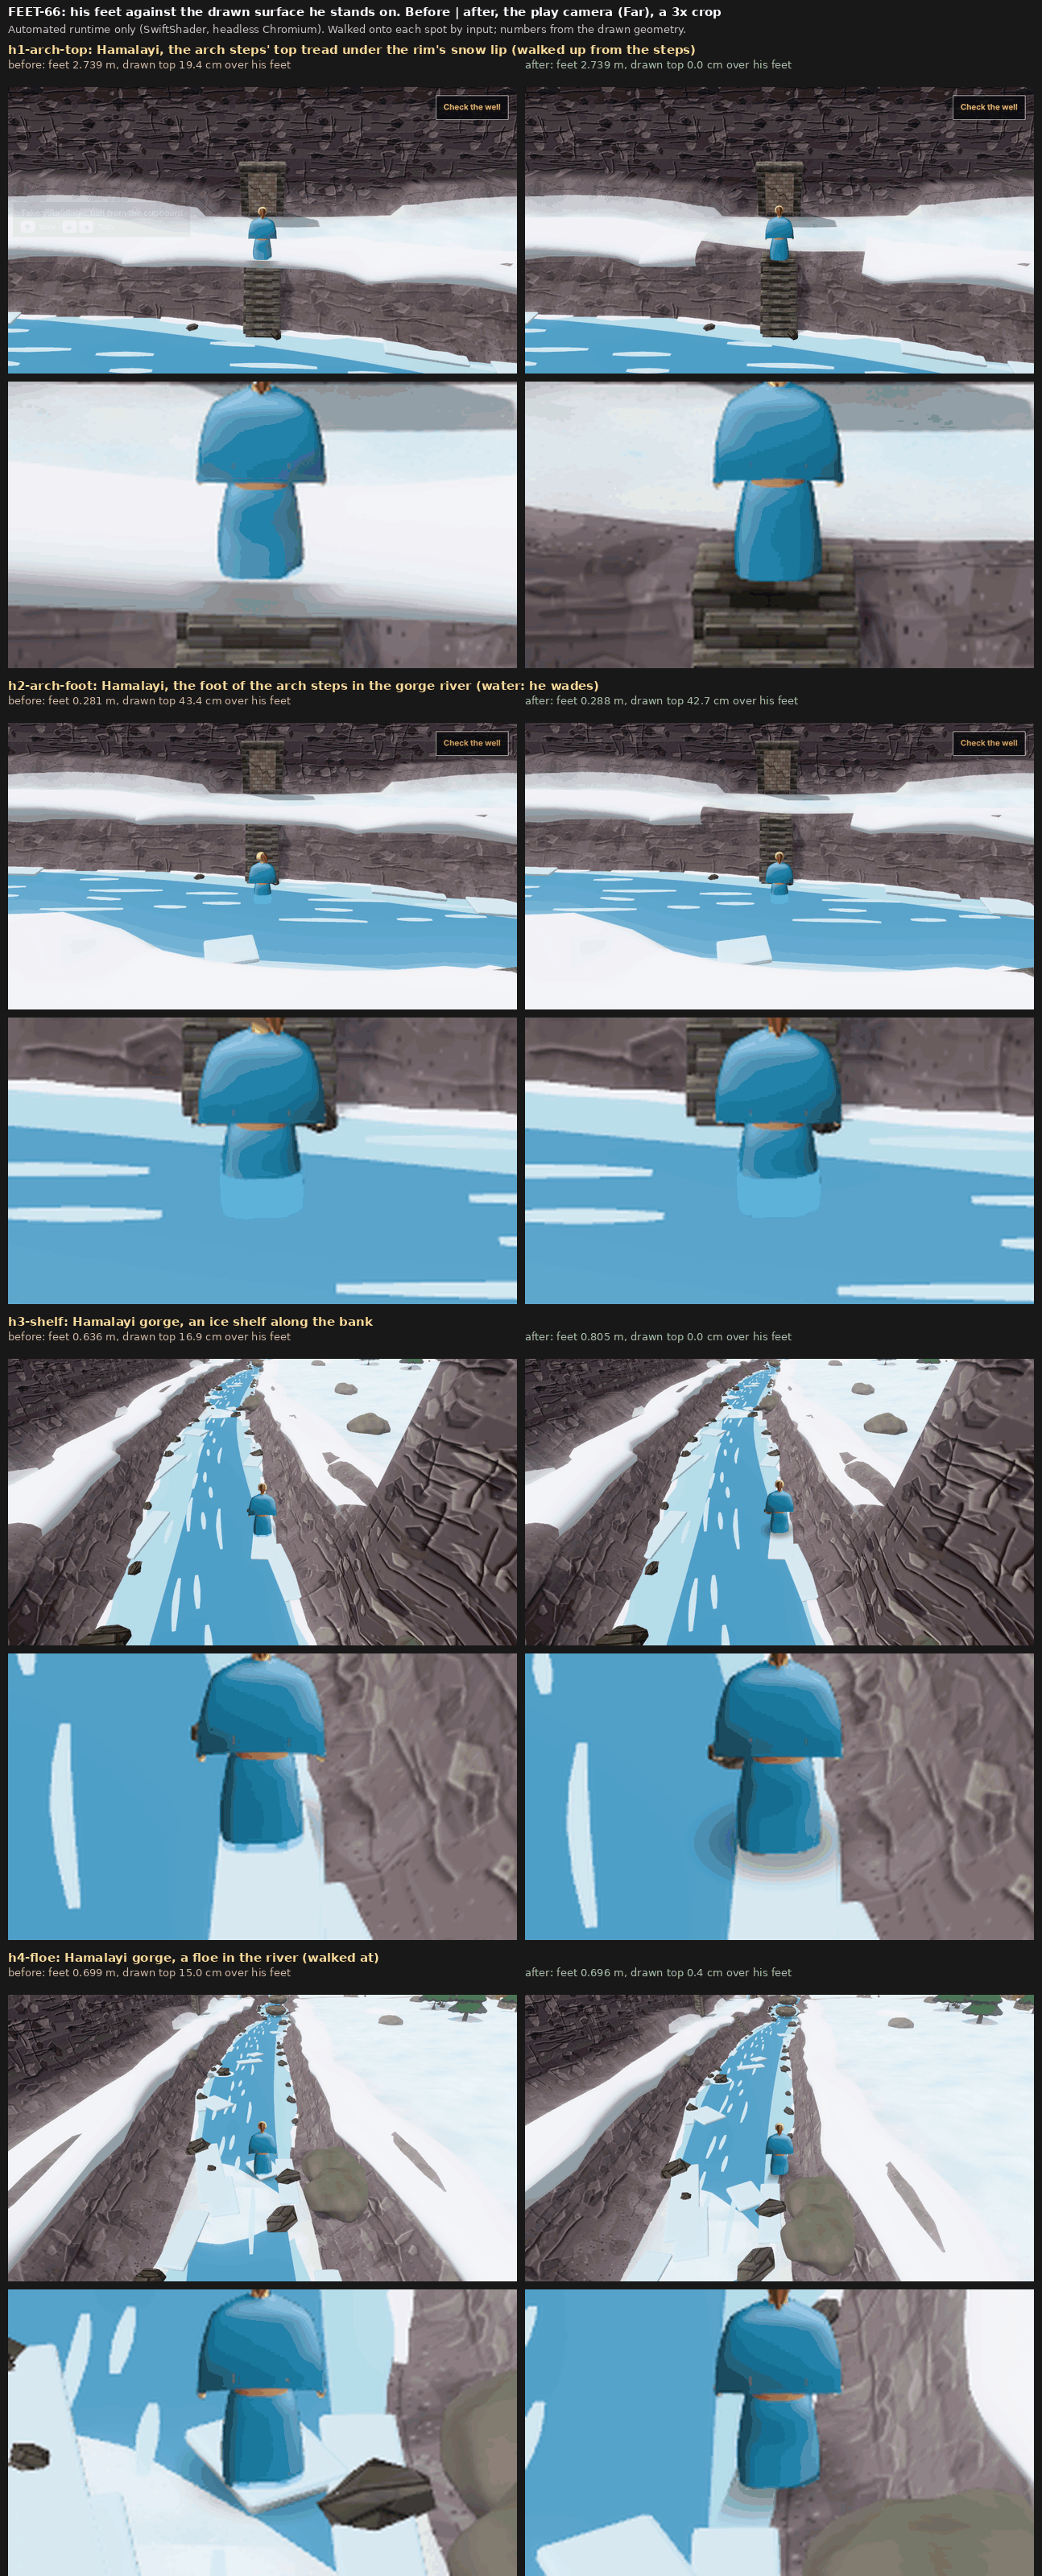 FEET-66: his feet against the drawn surface he stands on. Before | after, the play camera (Far), a 3x crop
Automated runtime only (SwiftShader, headless Chromium). Walked onto each spot by input; numbers from the drawn geometry.
h1-arch-top: Hamalayi, the arch steps' top tread under the rim's snow lip (walked up from the steps)
before: feet 2.739 m, drawn top 19.4 cm over his feet
after: feet 2.739 m, drawn top 0.0 cm over his feet
Check the well
Check the well
h2-arch-foot: Hamalayi, the foot of the arch steps in the gorge river (water: he wades)
before: feet 0.281 m, drawn top 43.4 cm over his feet
after: feet 0.288 m, drawn top 42.7 cm over his feet
Check the well
Check the well
h3-shelf: Hamalayi gorge, an ice shelf along the bank
before: feet 0.636 m, drawn top 16.9 cm over his feet
after: feet 0.805 m, drawn top 0.0 cm over his feet
h4-floe: Hamalayi gorge, a floe in the river (walked at)
before: feet 0.699 m, drawn top 15.0 cm over his feet
after: feet 0.696 m, drawn top 0.4 cm over his feet